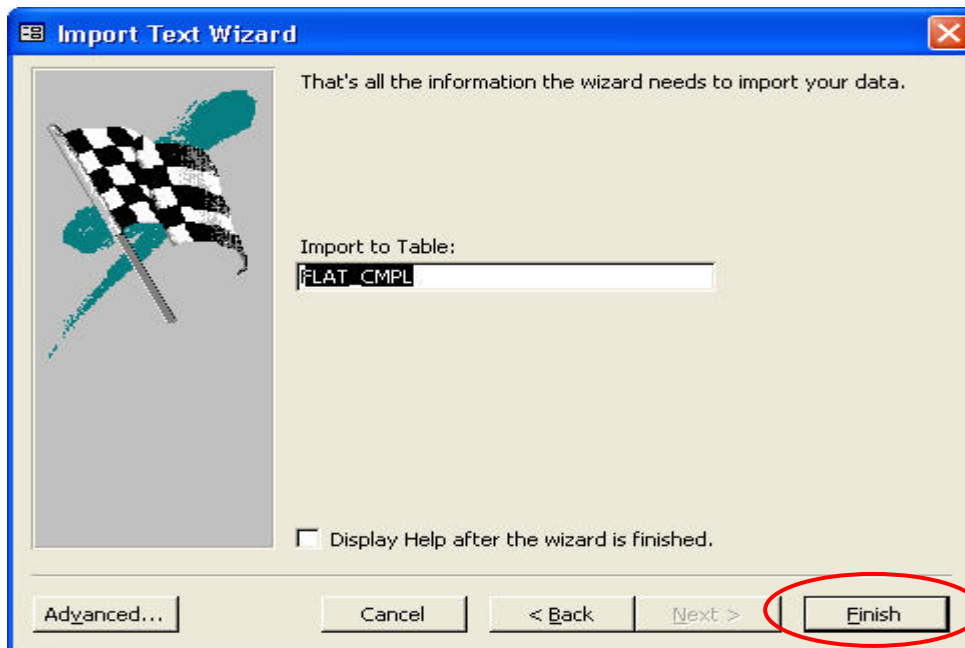 Import Text Wizard
That's all the information the wizard needs to import your data.
Import to Table:
FLAT_CMPL
Display Help after the wizard is finished.
Advanced... Cancel < Back Next > Finish